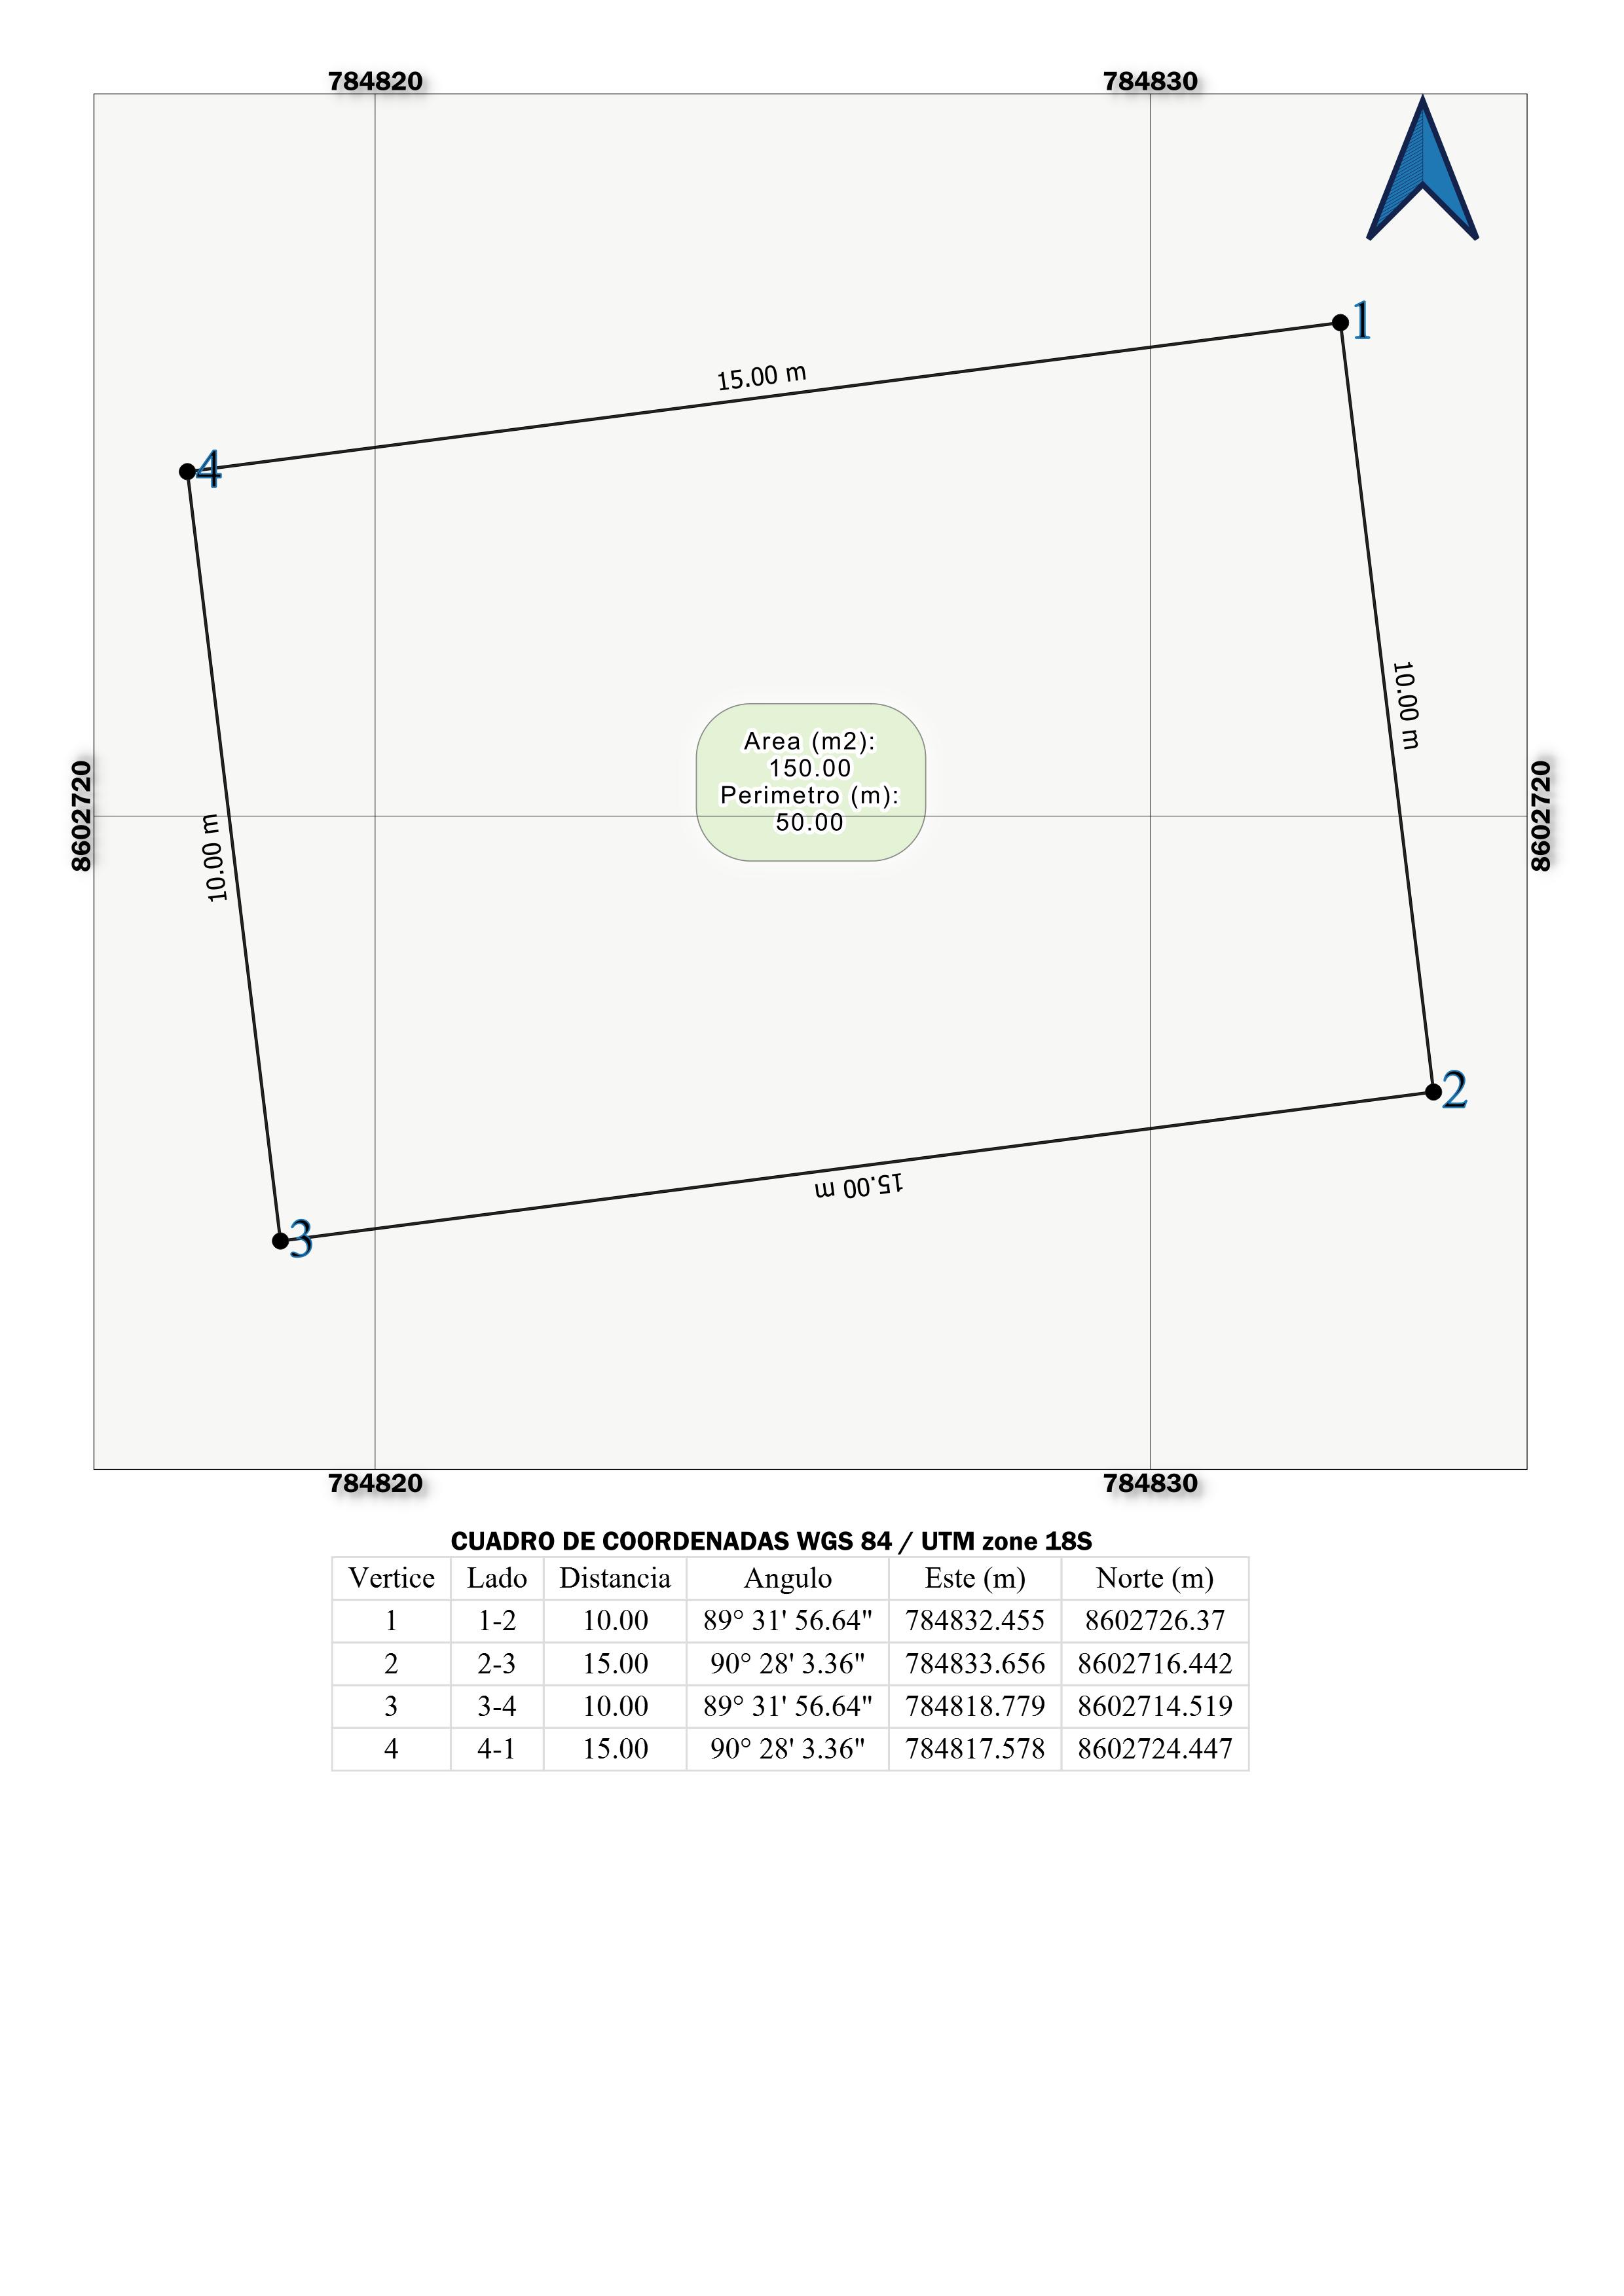 784820 784830
1
15.00 m
4
10.00 m
Area (m2):
150.00
Perimetro (m):
50.00
8602720 8602720
10.00 m
2
15.00 m
3
784820 784830
CUADRO DE COORDENADAS WGS 84 / UTM zone 18S
Vertice Lado Distancia Angulo Este (m) Norte (m)
1 1-2 10.00 89° 31' 56.64" 784832.455 8602726.37
2 2-3 15.00 90° 28' 3.36" 784833.656 8602716.442
3 3-4 10.00 89° 31' 56.64" 784818.779 8602714.519
4 4-1 15.00 90° 28' 3.36" 784817.578 8602724.447